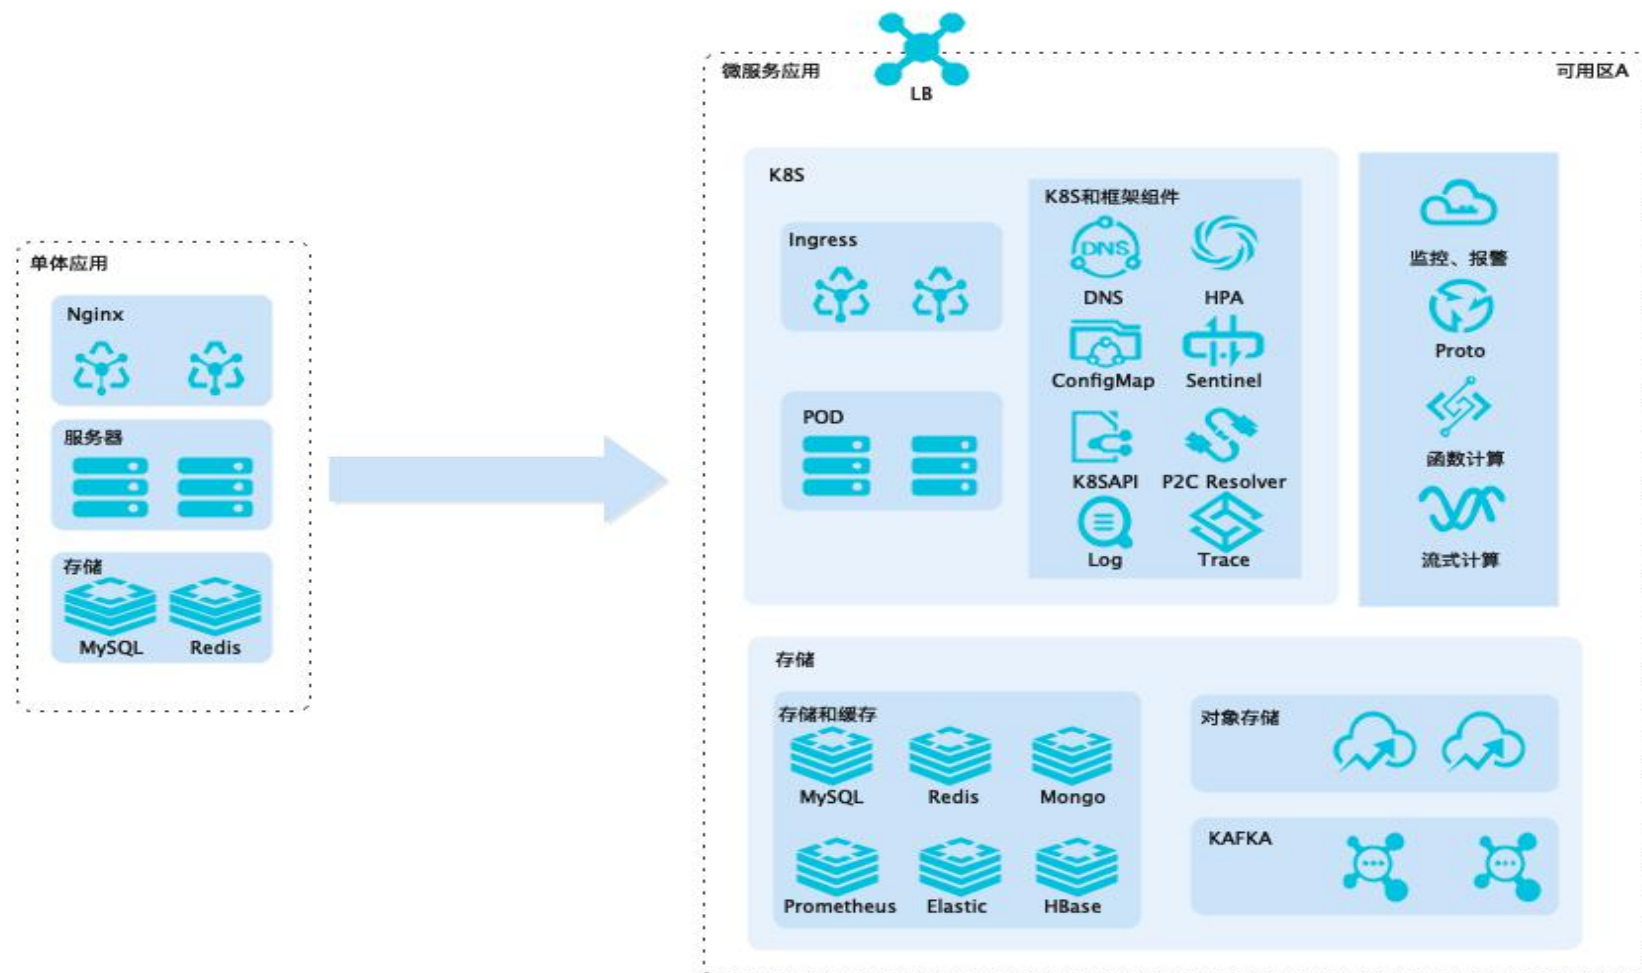 单体应用
Nginx
服务器
存储
MySQL Redis
LB
微服务应用
可用区A
K8S
Ingress
POD
K8S和框架组件
DNS HPA
DNS
ConfigMap Sentinel
K8SAPI P2C Resolver
Log Trace
监控、报警
Proto
函数计算
流式计算
存储
存储和缓存
MySQL Redis Mongo
Prometheus Elastic HBase
对象存储
KAFKA